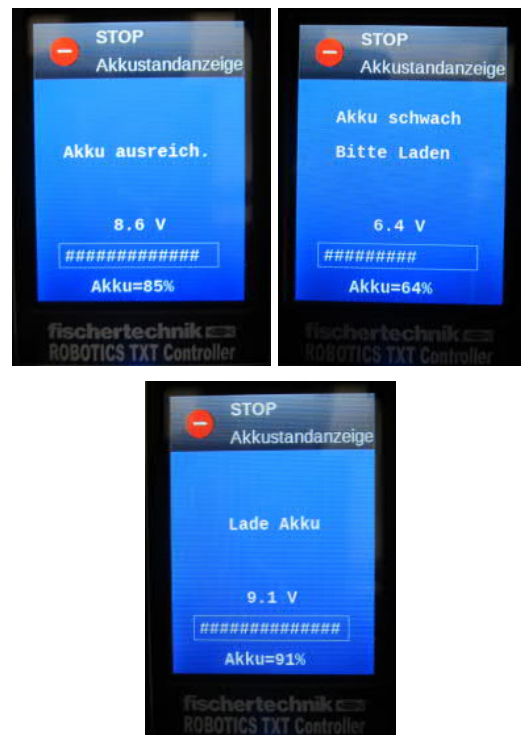 STOP
Akkustandanzeige
Akku ausreich.
8.6 V
#############
Akku=85%
fischertechnik
ROBOTICS TXT Controller
STOP
Akkustandanzeige
Akku schwach
Bitte Laden
6.4 V
#########
Akku=64%
fischertechnik
ROBOTICS TXT Controller
STOP
Akkustandanzeige
Lade Akku
9.1 V
##############
Akku=91%
fischertechnik
ROBOTICS TXT Controller